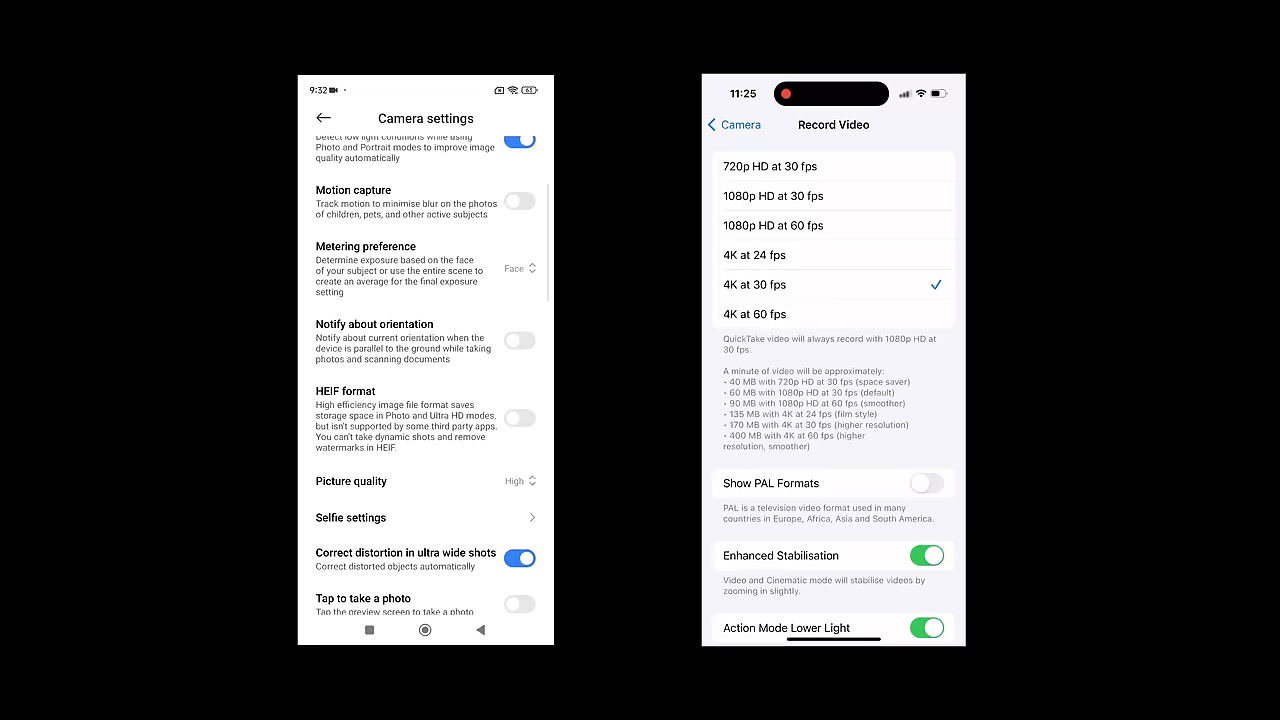 9:32
63
Camera settings
Detect low light conditions while using
Photo and Portrait modes to improve image
quality automatically
Motion capture
Track motion to minimise blur on the photos
of children, pets, and other active subjects
Metering preference
Determine exposure based on the face
of your subject or use the entire scene to
create an average for the final exposure
setting
Face
Notify about orientation
Notify about current orientation when the
device is parallel to the ground while taking
photos and scanning documents
HEIF format
High efficiency image file format saves
storage space in Photo and Ultra HD modes,
but isn't supported by some third party apps.
You can't take dynamic shots and remove
watermarks in HEIF.
Picture quality
High
Selfie settings
Correct distortion in ultra wide shots
Correct distorted objects automatically
Tap to take a photo
Tap the preview screen to take a photo
11:25
Camera
Record Video
720p HD at 30 fps
1080p HD at 30 fps
1080p HD at 60 fps
4K at 24 fps
4K at 30 fps
4K at 60 fps
QuickTake video will always record with 1080p HD at
30 fps.
A minute of video will be approximately:
• 40 MB with 720p HD at 30 fps (space saver)
• 60 MB with 1080p HD at 30 fps (default)
• 90 MB with 1080p HD at 60 fps (smoother)
• 135 MB with 4K at 24 fps (film style)
• 170 MB with 4K at 30 fps (higher resolution)
• 400 MB with 4K at 60 fps (higher
resolution, smoother)
Show PAL Formats
PAL is a television video format used in many
countries in Europe, Africa, Asia and South America.
Enhanced Stabilisation
Video and Cinematic mode will stabilise videos by
zooming in slightly.
Action Mode Lower Light